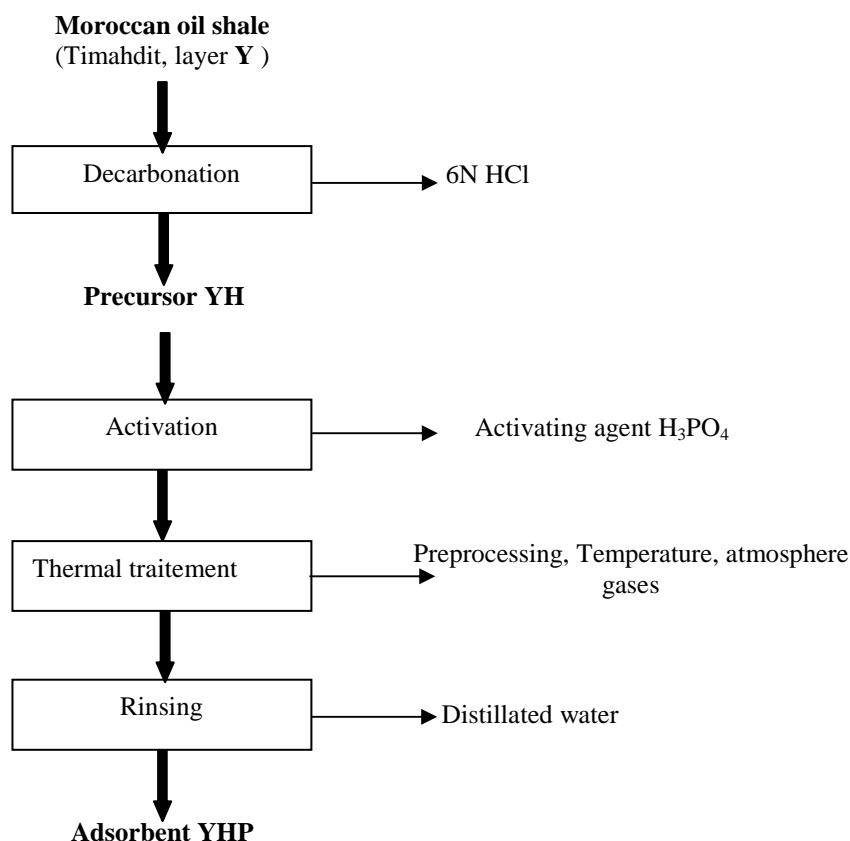 Moroccan oil shale
(Timahdit, layer Y )
Decarbonation
6N HCl
Precursor YH
Activation
Activating agent H₃PO₄
Thermal traitement
Preprocessing, Temperature, atmosphere
gases
Rinsing
Distillated water
Adsorbent YHP